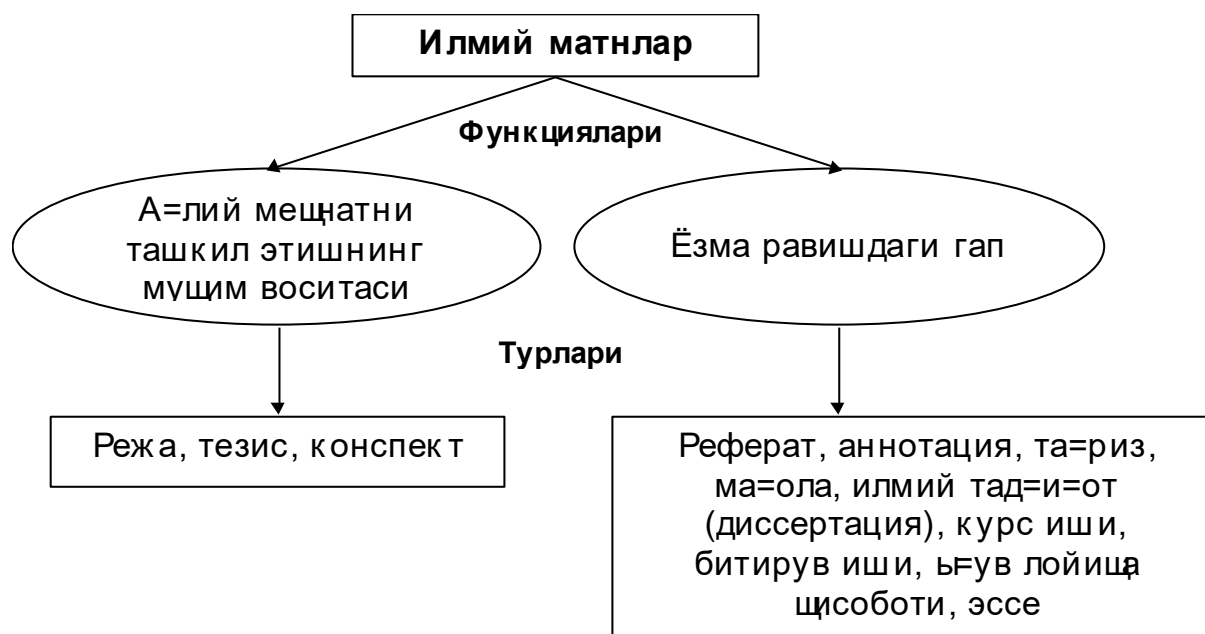 Илмий матнлар
Функциялари
А=лий мещнатни
ташкил этишнинг
мущим воситаси
Ёзма равишдаги гап
Турлари
Режа, тезис, конспект
Реферат, аннотация, та=риз,
ма=ола, илмий тад=и=от
(диссертация), курс иши,
битирув иши, ы=ув лойища
щисоботи, эссе